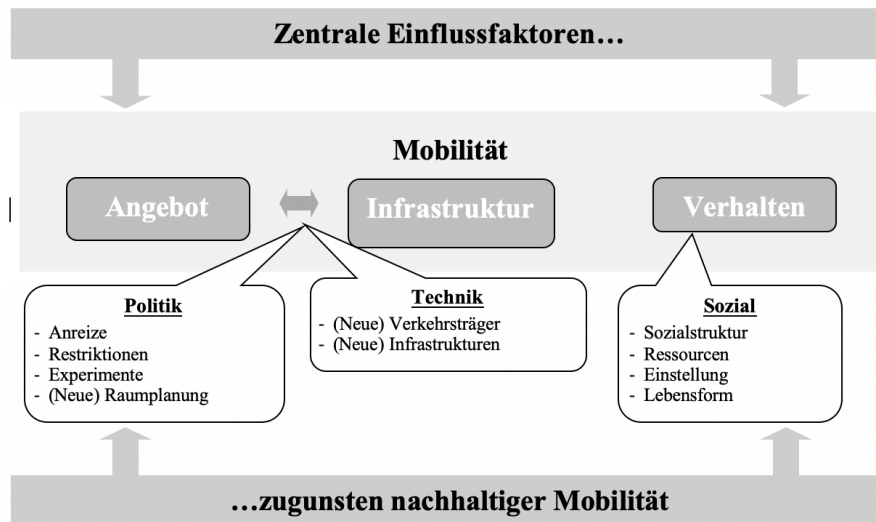 Zentrale Einflussfaktoren…
Mobilität
Angebot
Infrastruktur
Verhalten
Politik
- Anreize
- Restriktionen
- Experimente
- (Neue) Raumplanung
Technik
- (Neue) Verkehrsträger
- (Neue) Infrastrukturen
Sozial
- Sozialstruktur
- Ressourcen
- Einstellung
- Lebensform
…zugunsten nachhaltiger Mobilität